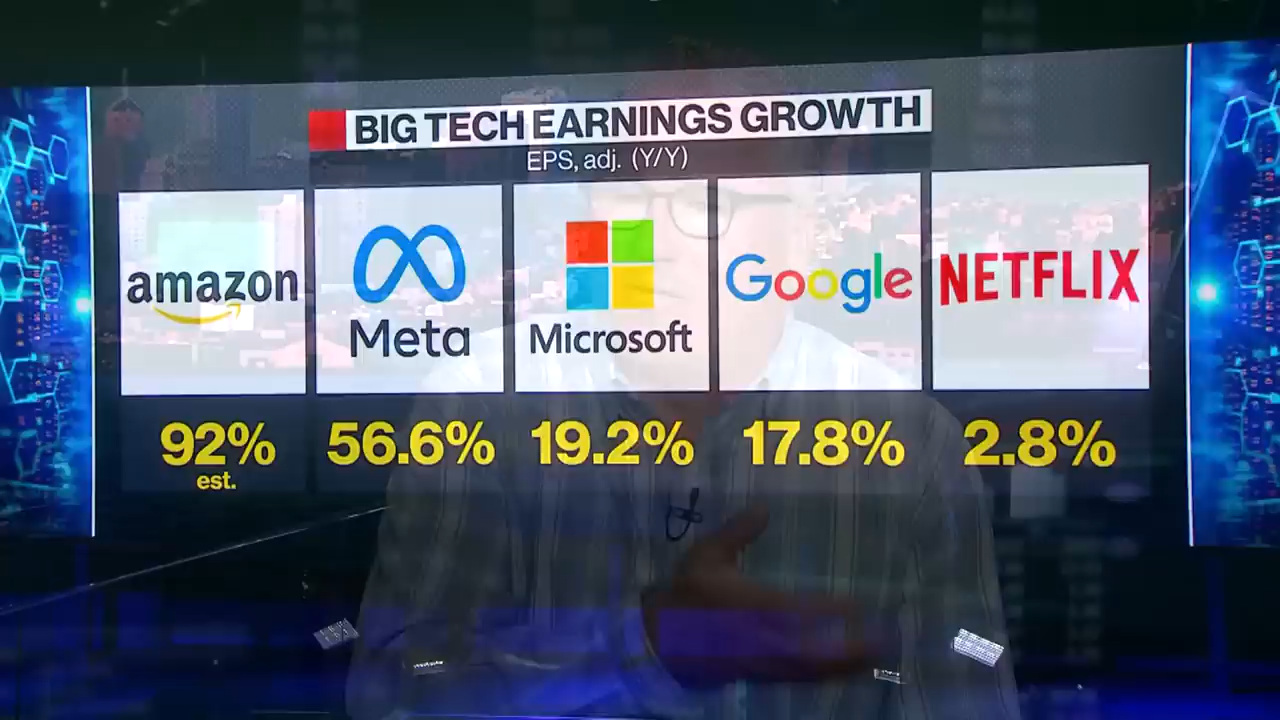 BIG TECH EARNINGS GROWTH
EPS, adj. (Y/Y)
amazon
Meta
Microsoft
Google
NETFLIX
92%
est.
56.6%
19.2%
17.8%
2.8%